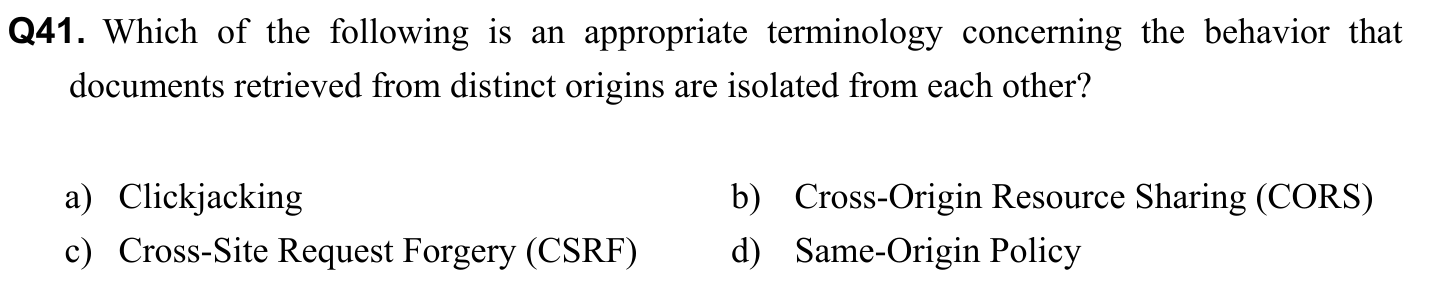 Q41. Which of the following is an appropriate terminology concerning the behavior that
documents retrieved from distinct origins are isolated from each other?
a) Clickjacking
b) Cross-Origin Resource Sharing (CORS)
c) Cross-Site Request Forgery (CSRF)
d) Same-Origin Policy